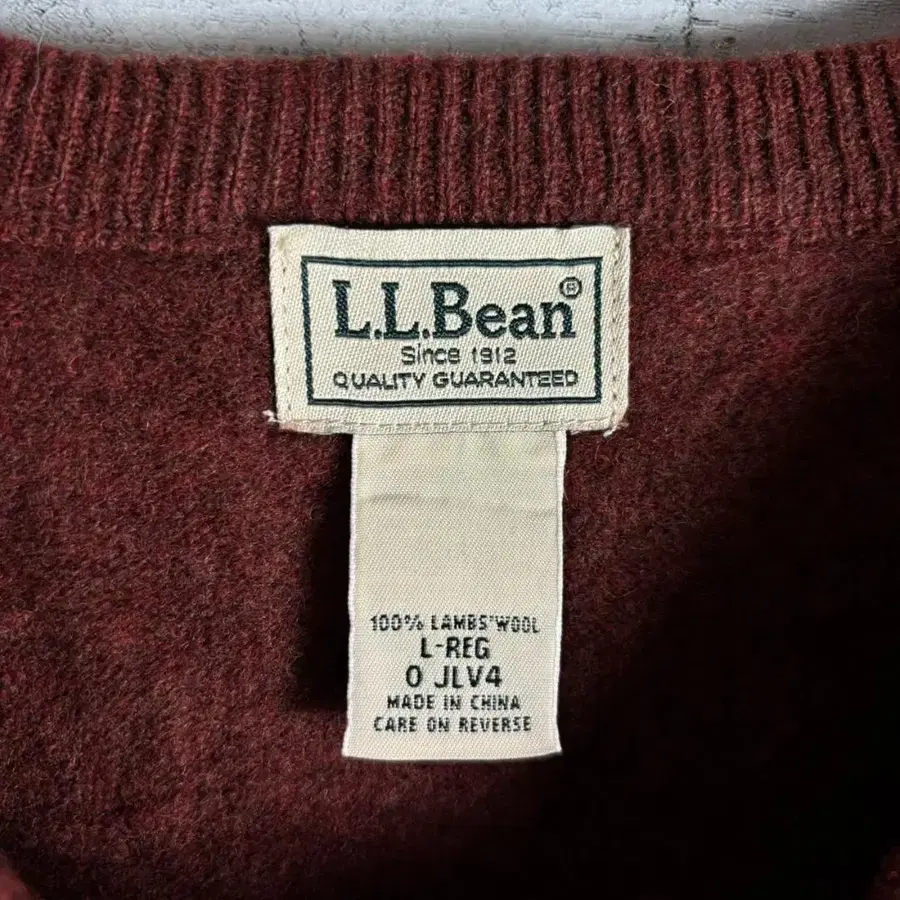 L.L.Bean®
Since 1912
QUALITY GUARANTEED
100% LAMBS'WOOL
L-REG
0 JLV4
MADE IN CHINA
CARE ON REVERSE